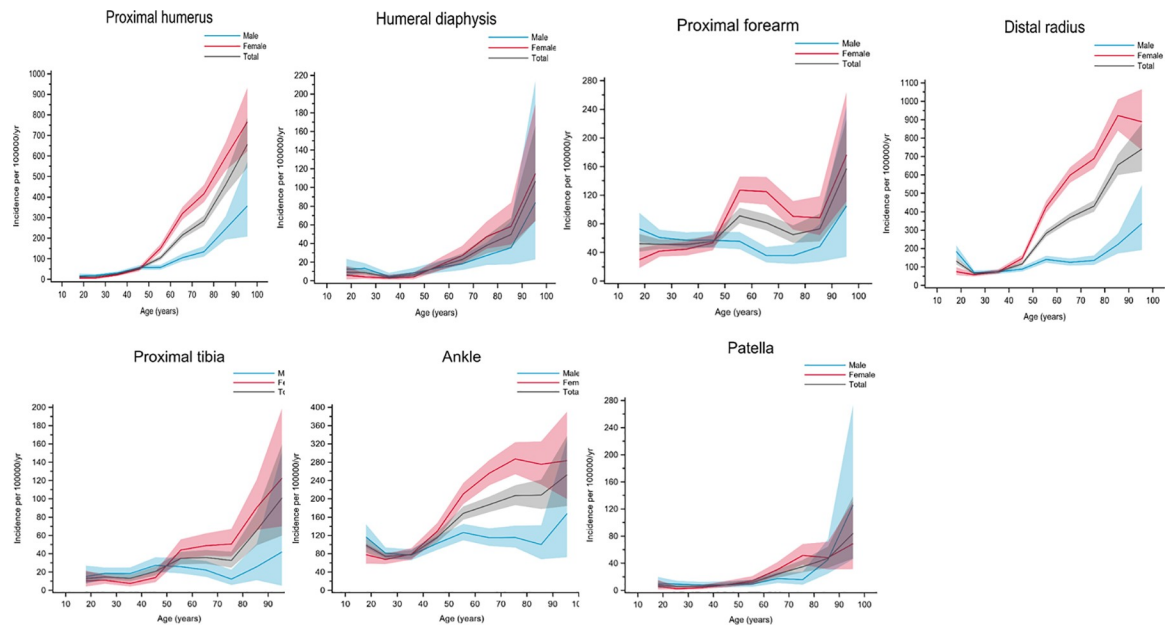 Proximal humerus
Male
Female
Total
Incidence per 100000/yr
1000
900
800
700
600
500
400
300
200
100
0
10 20 30 40 50 60 70 80 90 100
Age (years)
Humeral diaphysis
Male
Female
Total
Incidence per 100000/yr
220
200
180
160
140
120
100
80
60
40
20
0
10 20 30 40 50 60 70 80 90 100
Age (years)
Proximal forearm
Male
Female
Total
Incidence per 100000/yr
280
240
200
160
120
80
40
0
10 20 30 40 50 60 70 80 90 100
Age (years)
Distal radius
Male
Female
Total
Incidence per 100000/yr
1100
1000
900
800
700
600
500
400
300
200
100
0
10 20 30 40 50 60 70 80 90 100
Age (years)
Proximal tibia
M
Fe
To
Incidence per 100000/yr
200
180
160
140
120
100
80
60
40
20
0
10 20 30 40 50 60 70 80 90
Age (years)
Ankle
Male
Fem
Tota
Incidence per 100000/yr
400
360
320
280
240
200
160
120
80
40
0
10 20 30 40 50 60 70 80 90 10
Age (years)
Patella
Male
Female
Total
Incidence per 100000/yr
280
240
200
160
120
80
40
0
10 20 30 40 50 60 70 80 90 100
Age (years)